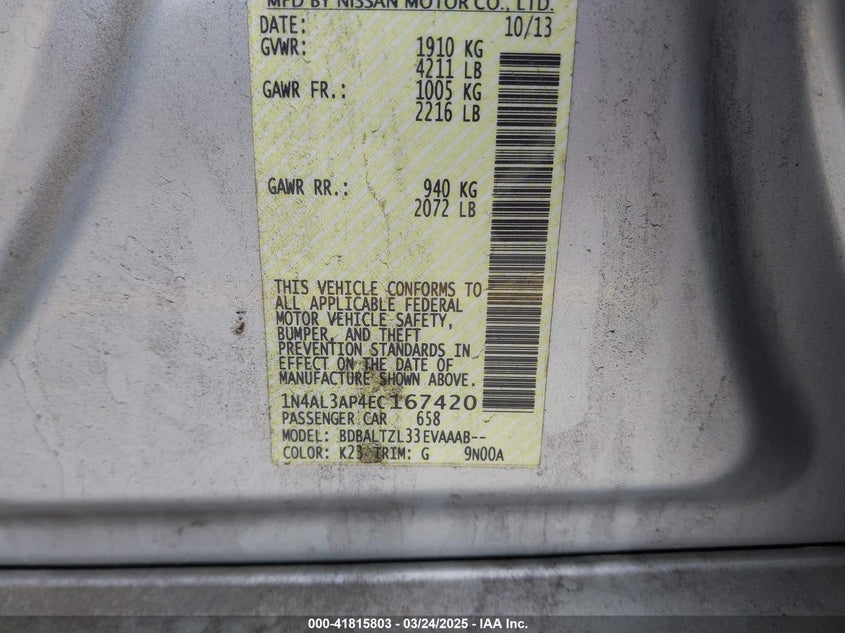 MFD BY NISSAN MOTOR CO., LTD.
DATE: 10/13
GVWR: 1910 KG
4211 LB
GAWR FR.: 1005 KG
2216 LB
GAWR RR.: 940 KG
2072 LB
THIS VEHICLE CONFORMS TO
ALL APPLICABLE FEDERAL
MOTOR VEHICLE SAFETY,
BUMPER, AND THEFT
PREVENTION STANDARDS IN
EFFECT ON THE DATE OF
MANUFACTURE SHOWN ABOVE.
1N4AL3AP4EC167420
PASSENGER CAR 658
MODEL: BDBALTZL33EVAAAB--
COLOR: K23 TRIM: G 9N00A
000-41815803 - 03/24/2025 - IAA Inc.